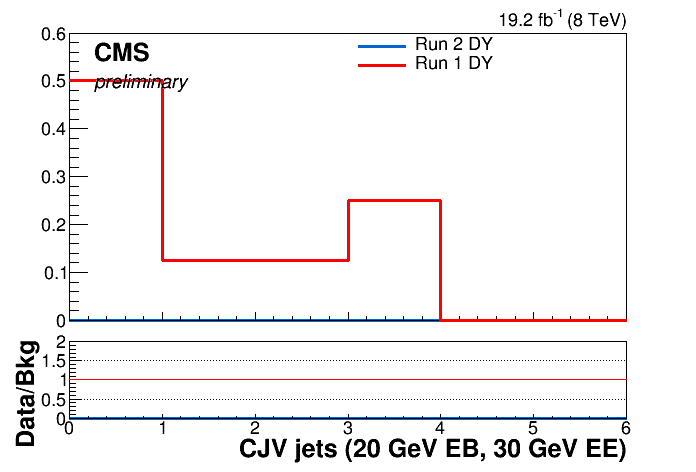 19.2 fb-1 (8 TeV)
CMS
preliminary
Run 2 DY
Run 1 DY
0.6
0.5
0.4
0.3
0.2
0.1
0
Data/Bkg
2
1.5
1
0.5
0
0 1 2 3 4 5 6
CJV jets (20 GeV EB, 30 GeV EE)